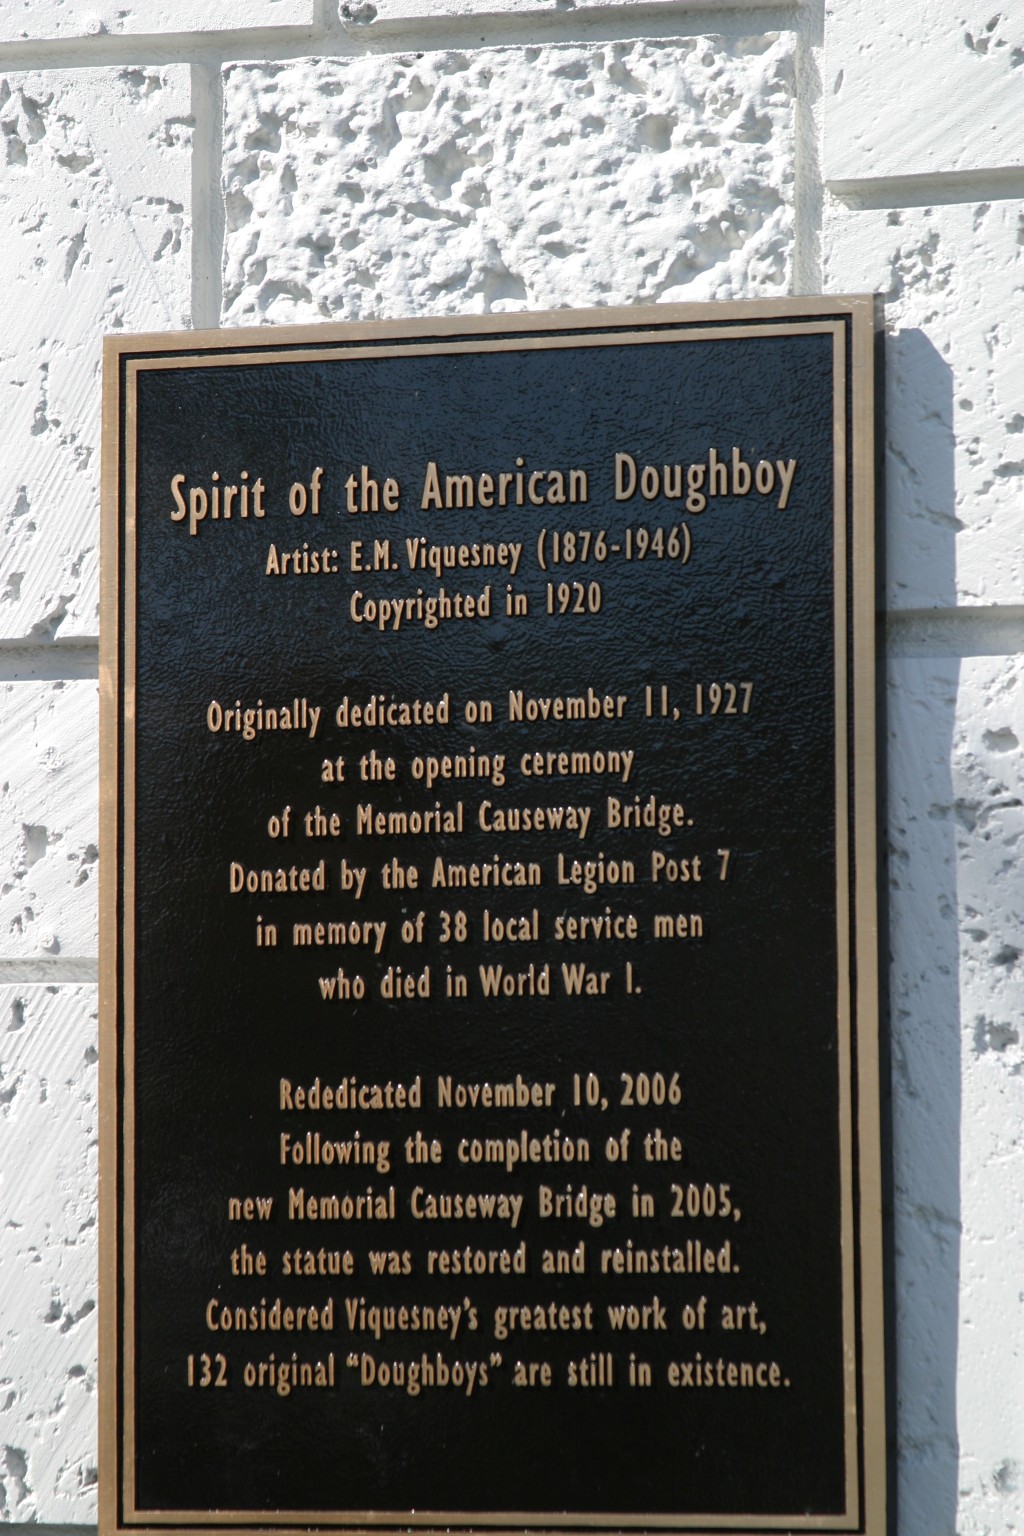 Spirit of the American Doughboy
Artist: E.M. Viquesney (1876-1946)
Copyrighted in 1920
Originally dedicated on November 11, 1927
at the opening ceremony
of the Memorial Causeway Bridge.
Donated by the American Legion Post 7
in memory of 38 local service men
who died in World War I.
Rededicated November 10, 2006
Following the completion of the
new Memorial Causeway Bridge in 2005,
the statue was restored and reinstalled.
Considered Viquesney's greatest work of art,
132 original "Doughboys" are still in existence.